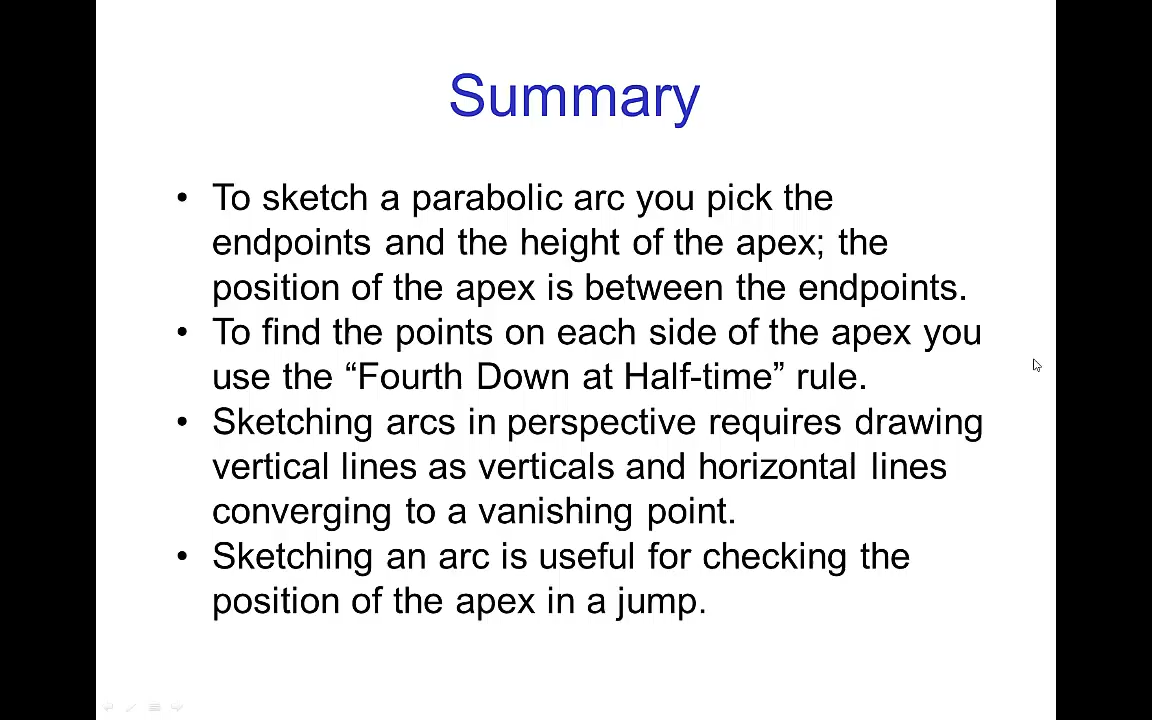 Summary
• To sketch a parabolic arc you pick the
endpoints and the height of the apex; the
position of the apex is between the endpoints.
• To find the points on each side of the apex you
use the “Fourth Down at Half-time” rule.
• Sketching arcs in perspective requires drawing
vertical lines as verticals and horizontal lines
converging to a vanishing point.
• Sketching an arc is useful for checking the
position of the apex in a jump.